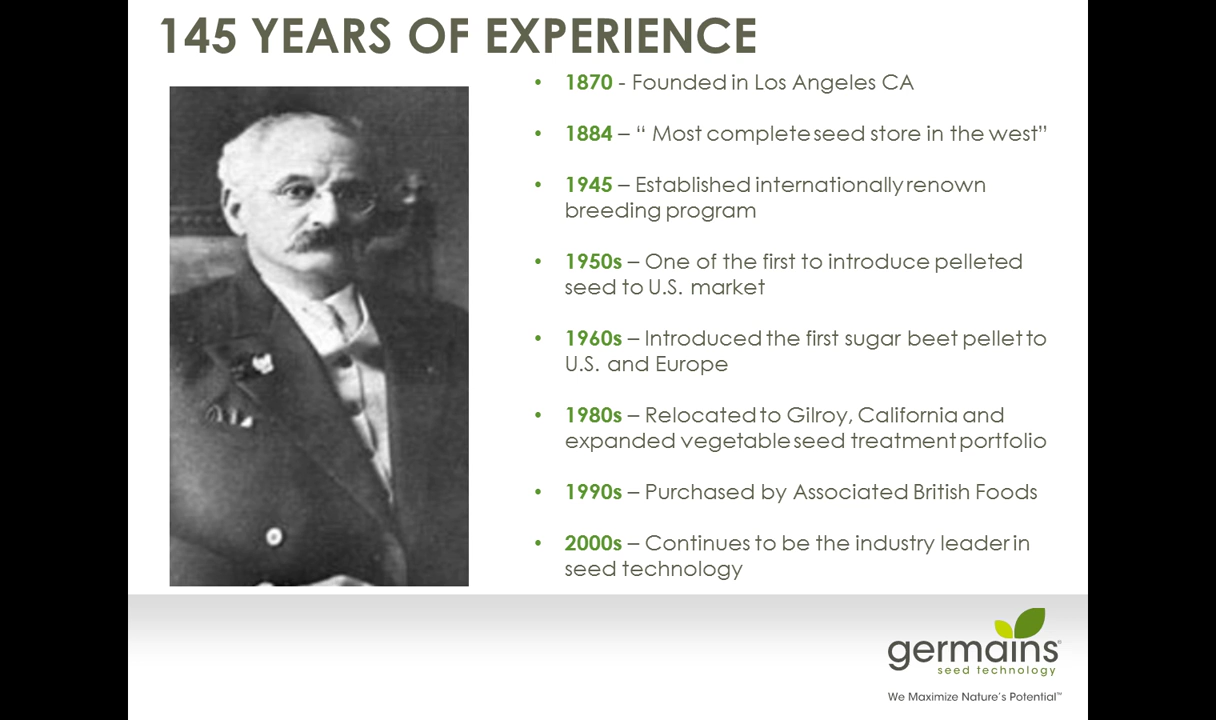 145 YEARS OF EXPERIENCE
• 1870 - Founded in Los Angeles CA
• 1884 – “ Most complete seed store in the west”
• 1945 – Established internationally renown
breeding program
• 1950s – One of the first to introduce pelleted
seed to U.S. market
• 1960s – Introduced the first sugar beet pellet to
U.S. and Europe
• 1980s – Relocated to Gilroy, California and
expanded vegetable seed treatment portfolio
• 1990s – Purchased by Associated British Foods
• 2000s – Continues to be the industry leader in
seed technology
germains®
seed technology
We Maximize Nature's Potential™